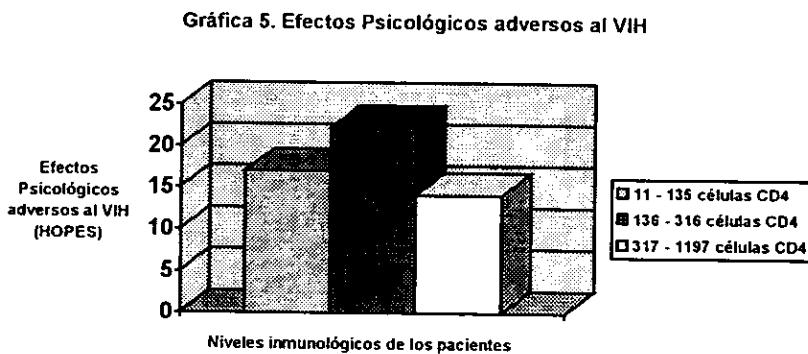 Gráfica 5. Efectos Psicológicos adversos al VIH
25
20
15
10
5
0
Efectos
Psicológicos
adversos al VIH
(HOPES)
11 - 135 células CD4
136 - 316 células CD4
317 - 1197 células CD4
Niveles inmunológicos de los pacientes